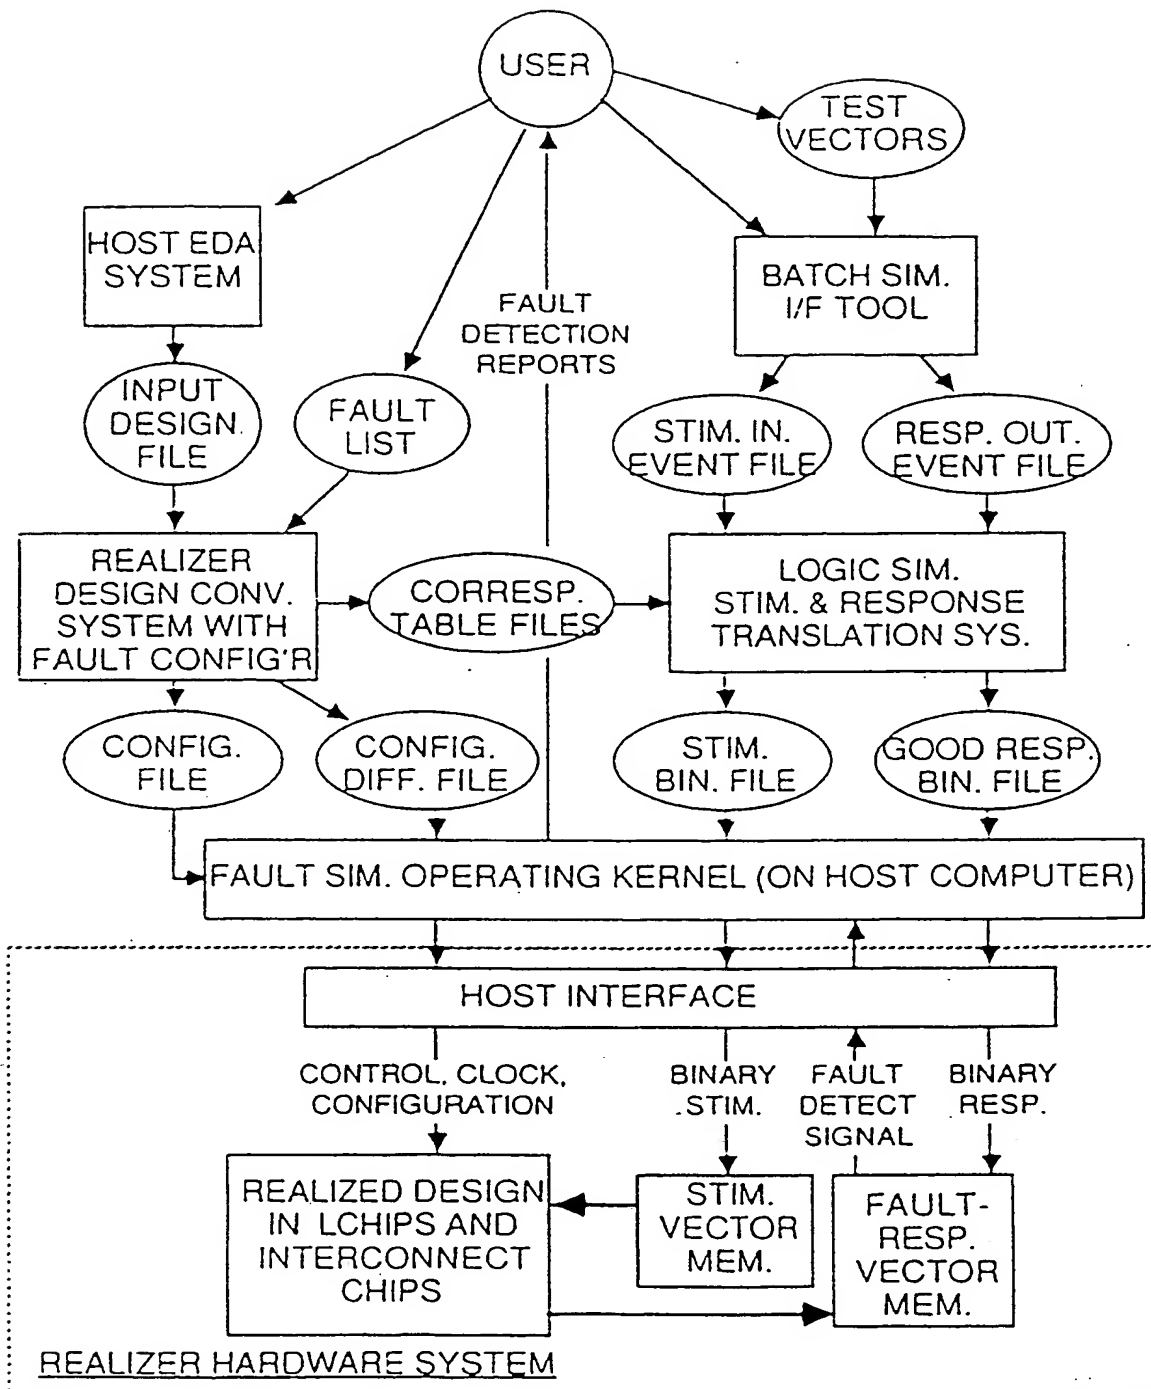 USER
TEST
VECTORS
HOST EDA
SYSTEM
BATCH SIM.
I/F TOOL
FAULT
DETECTION
REPORTS
INPUT
DESIGN.
FILE
FAULT
LIST
STIM. IN.
EVENT FILE
RESP. OUT.
EVENT FILE
REALIZER
DESIGN CONV.
SYSTEM WITH
FAULT CONFIG'R
CORRESP.
TABLE FILES
LOGIC SIM.
STIM. & RESPONSE
TRANSLATION SYS.
CONFIG.
FILE
CONFIG.
DIFF. FILE
STIM.
BIN. FILE
GOOD RESP.
BIN. FILE
FAULT SIM. OPERATING KERNEL (ON HOST COMPUTER)
HOST INTERFACE
CONTROL, CLOCK,
CONFIGURATION
BINARY
STIM.
FAULT
DETECT
SIGNAL
BINARY
RESP.
REALIZED DESIGN
IN LCHIPS AND
INTERCONNECT
CHIPS
STIM.
VECTOR
MEM.
FAULT-
RESP.
VECTOR
MEM.
REALIZER HARDWARE SYSTEM